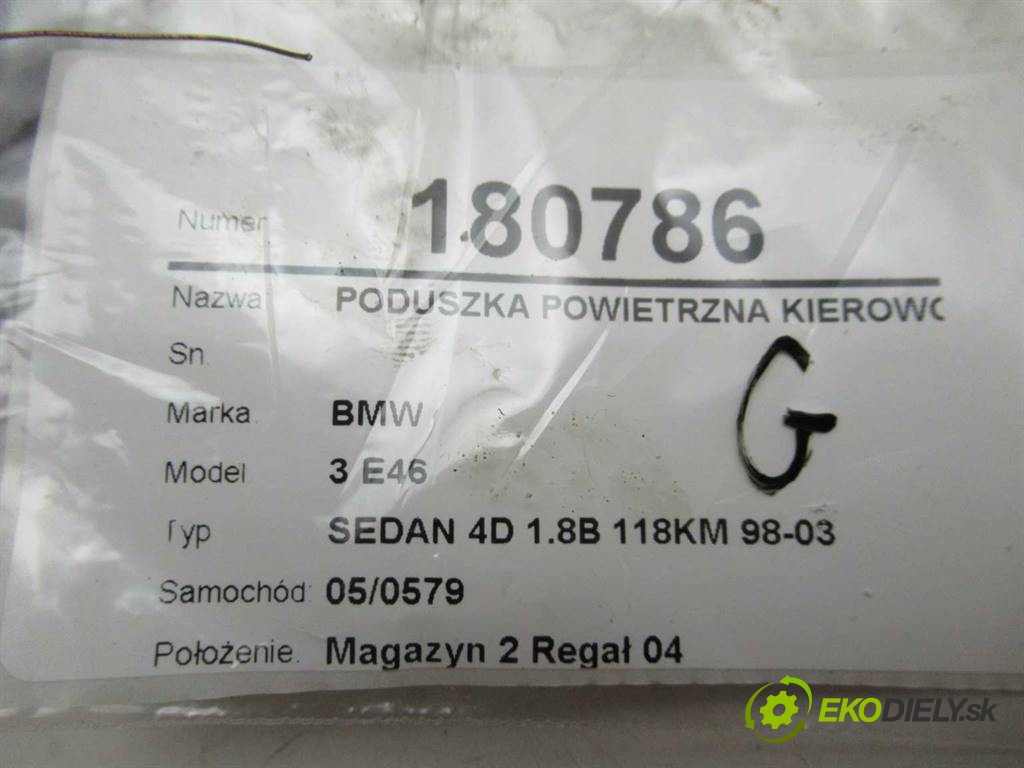 Numer 180786
Nazwa PODUSZKA POWIETRZNA KIEROWC
Sn
Marka BMW
G
Model 3 E46
Typ SEDAN 4D 1.8B 118KM 98-03
Samochód: 05/0579
Położenie. Magazyn 2 Regał 04
EKODIELY.sk